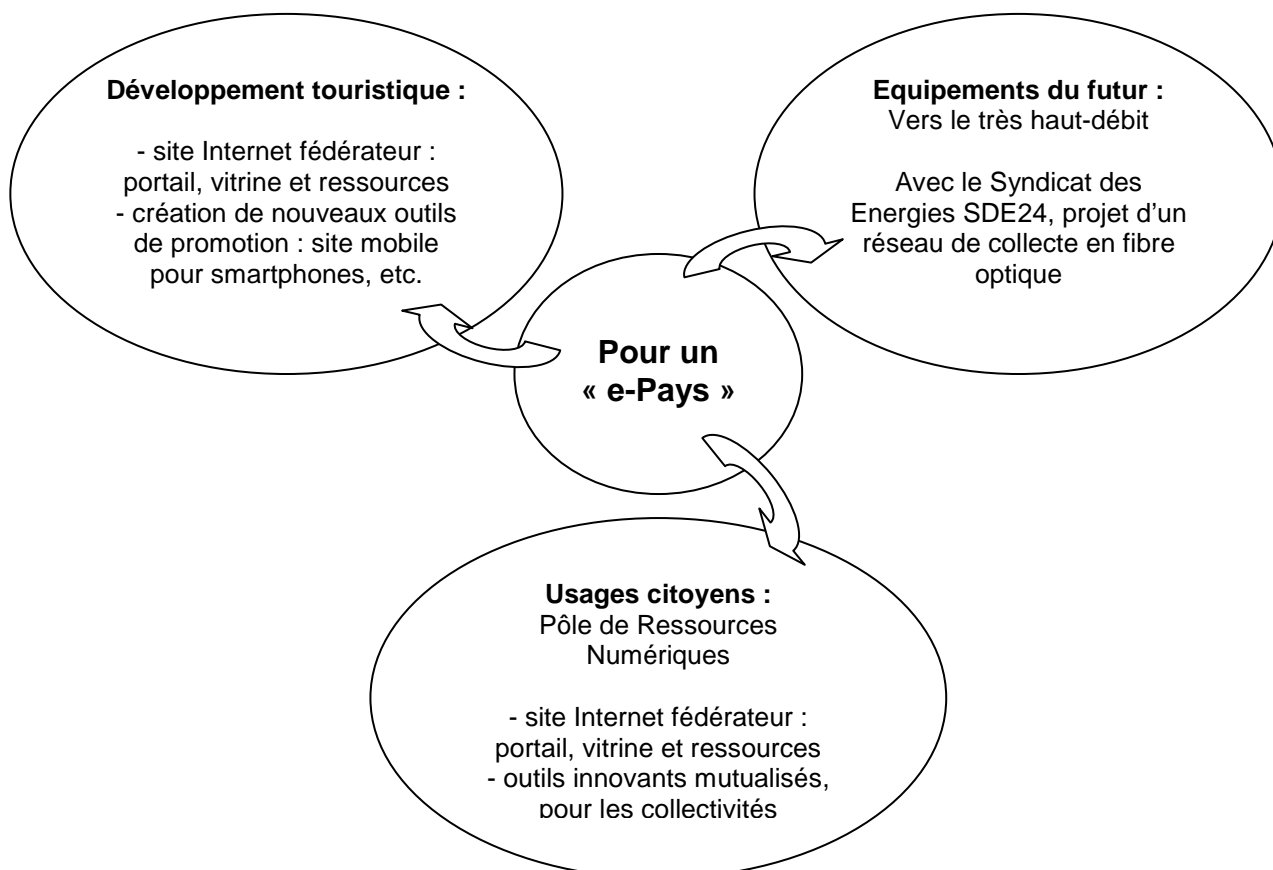 Développement touristique :
- site Internet fédérateur :
portail, vitrine et ressources
- création de nouveaux outils
de promotion : site mobile
pour smartphones, etc.
Equipements du futur :
Vers le très haut-débit
Avec le Syndicat des
Energies SDE24, projet d’un
réseau de collecte en fibre
optique
Pour un
« e-Pays »
Usages citoyens :
Pôle de Ressources
Numériques
- site Internet fédérateur :
portail, vitrine et ressources
- outils innovants mutualisés,
pour les collectivités